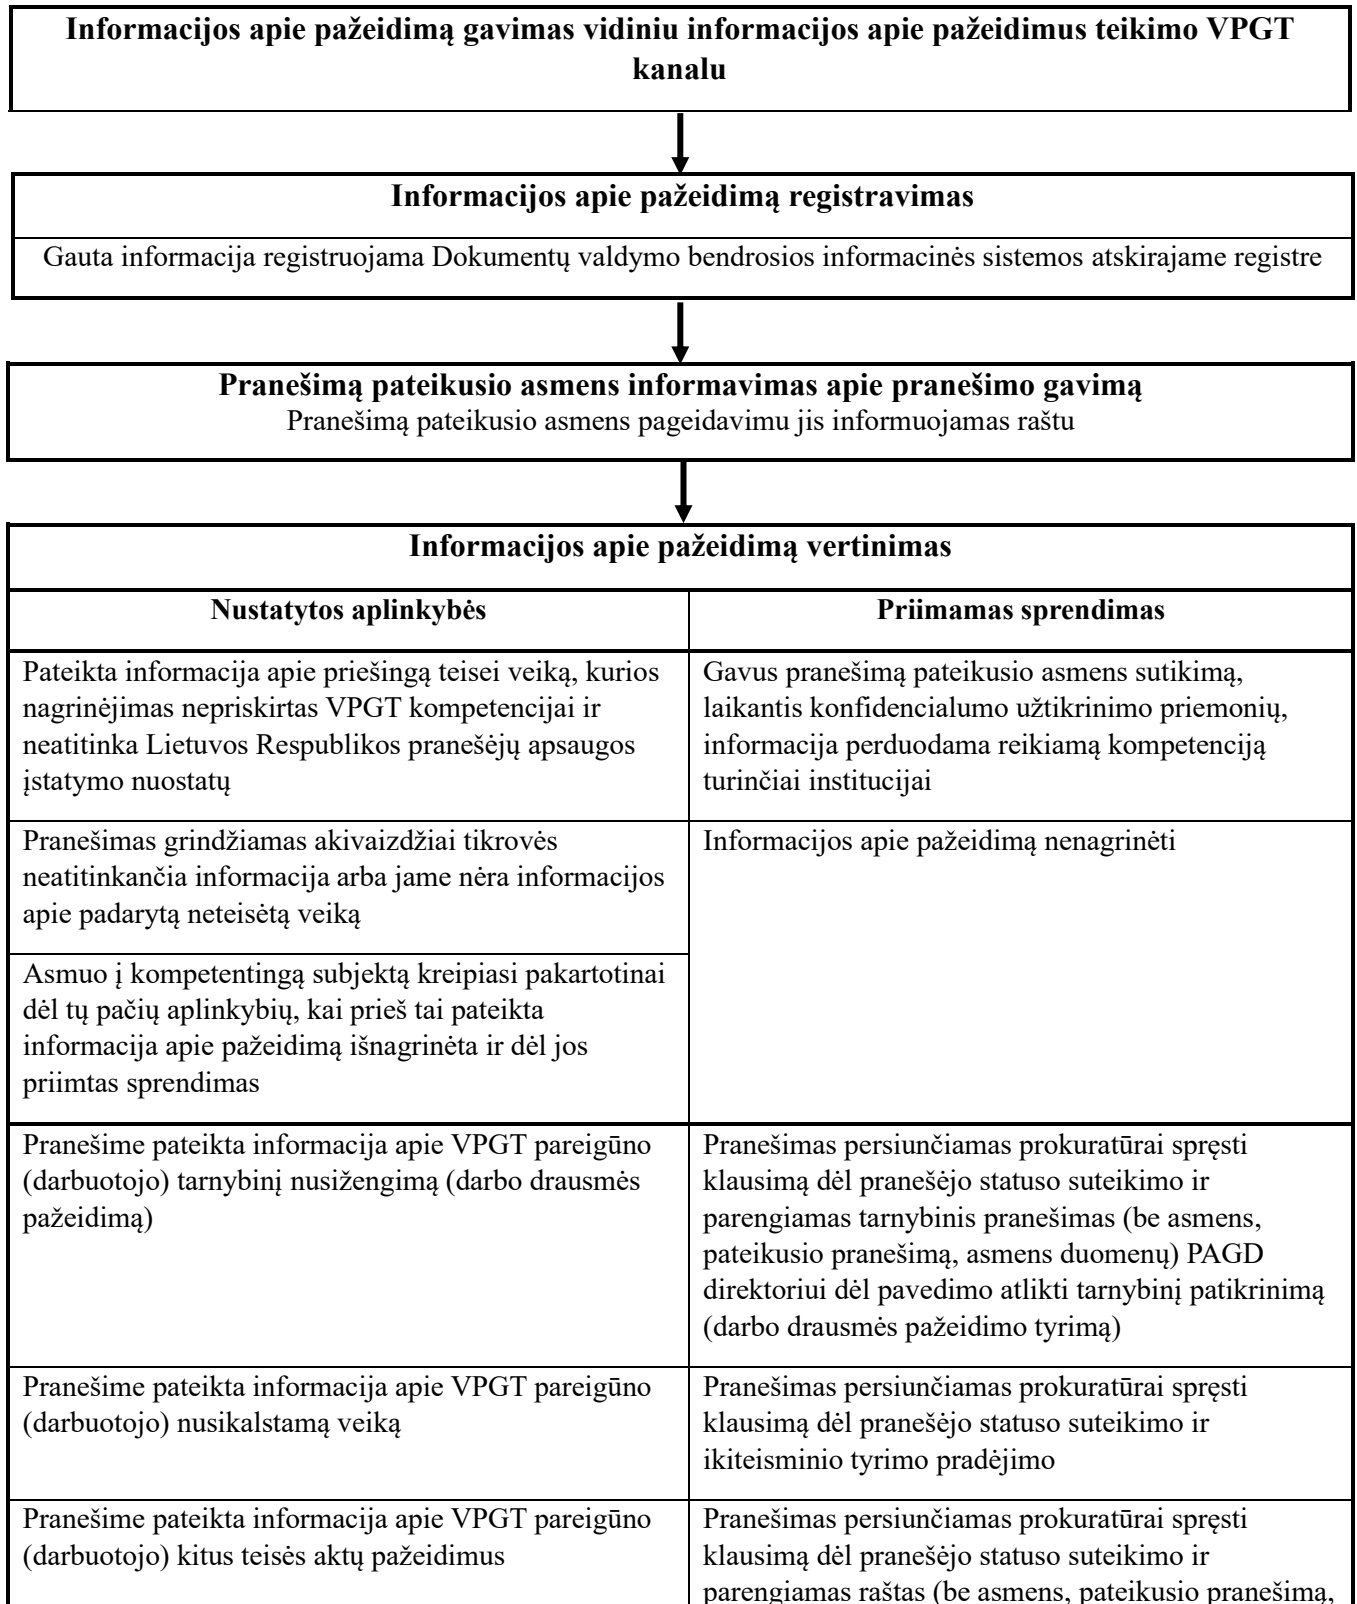 Informacijos apie pažeidimą gavimas vidiniu informacijos apie pažeidimus teikimo VPGT
kanalu
Informacijos apie pažeidimą registravimas
Gauta informacija registruojama Dokumentų valdymo bendrosios informacinės sistemos atskirajame registre
Pranešimą pateikusio asmens informavimas apie pranešimo gavimą
Pranešimą pateikusio asmens pageidavimu jis informuojamas raštu
Informacijos apie pažeidimą vertinimas
Nustatytos aplinkybės
Priimamas sprendimas
Pateikta informacija apie priešingą teisei veiką, kurios
nagrinėjimas nepriskirtas VPGT kompetencijai ir
neatitinka Lietuvos Respublikos pranešėjų apsaugos
įstatymo nuostatų
Gavus pranešimą pateikusio asmens sutikimą,
laikantis konfidencialumo užtikrinimo priemonių,
informacija perduodama reikiamą kompetenciją
turinčiai institucijai
Pranešimas grindžiamas akivaizdžiai tikrovės
neatitinkančia informacija arba jame nėra informacijos
apie padarytą neteisėtą veiką
Informacijos apie pažeidimą nenagrinėti
Asmuo į kompetentingą subjektą kreipiasi pakartotinai
dėl tų pačių aplinkybių, kai prieš tai pateikta
informacija apie pažeidimą išnagrinėta ir dėl jos
priimtas sprendimas
Pranešime pateikta informacija apie VPGT pareigūno
(darbuotojo) tarnybinį nusižengimą (darbo drausmės
pažeidimą)
Pranešimas persiunčiamas prokuratūrai spręsti
klausimą dėl pranešėjo statuso suteikimo ir
parengiamas tarnybinis pranešimas (be asmens,
pateikusio pranešimą, asmens duomenų) PAGD
direktoriui dėl pavedimo atlikti tarnybinį patikrinimą
(darbo drausmės pažeidimo tyrimą)
Pranešime pateikta informacija apie VPGT pareigūno
(darbuotojo) nusikalstamą veiką
Pranešimas persiunčiamas prokuratūrai spręsti
klausimą dėl pranešėjo statuso suteikimo ir
ikiteisminio tyrimo pradėjimo
Pranešime pateikta informacija apie VPGT pareigūno
(darbuotojo) kitus teisės aktų pažeidimus
Pranešimas persiunčiamas prokuratūrai spręsti
klausimą dėl pranešėjo statuso suteikimo ir
parengiamas raštas (be asmens, pateikusio pranešimą,